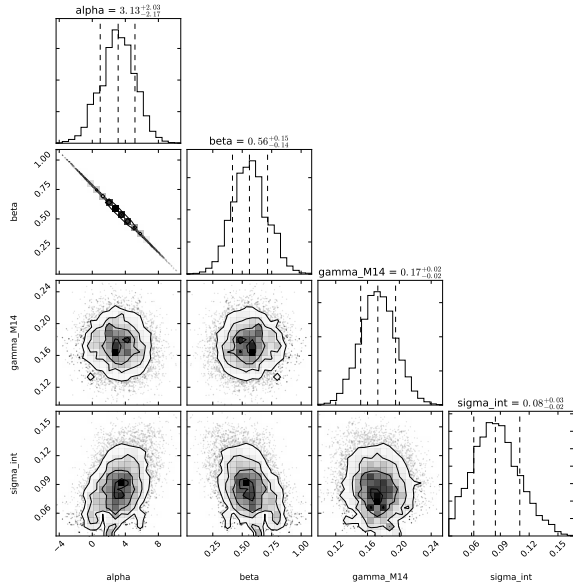 alpha = 3.13+2.03−2.17
beta
1.00
0.75
0.50
0.25
beta = 0.56+0.15−0.14
gamma_M14
0.24
0.20
0.16
0.12
gamma_M14 = 0.17+0.02−0.02
sigma_int
0.15
0.12
0.09
0.06
sigma_int = 0.08+0.03−0.02
−4 0 4 8
0.25 0.50 0.75 1.00
0.12 0.16 0.20 0.24
0.06 0.09 0.12 0.15
alpha beta gamma_M14 sigma_int